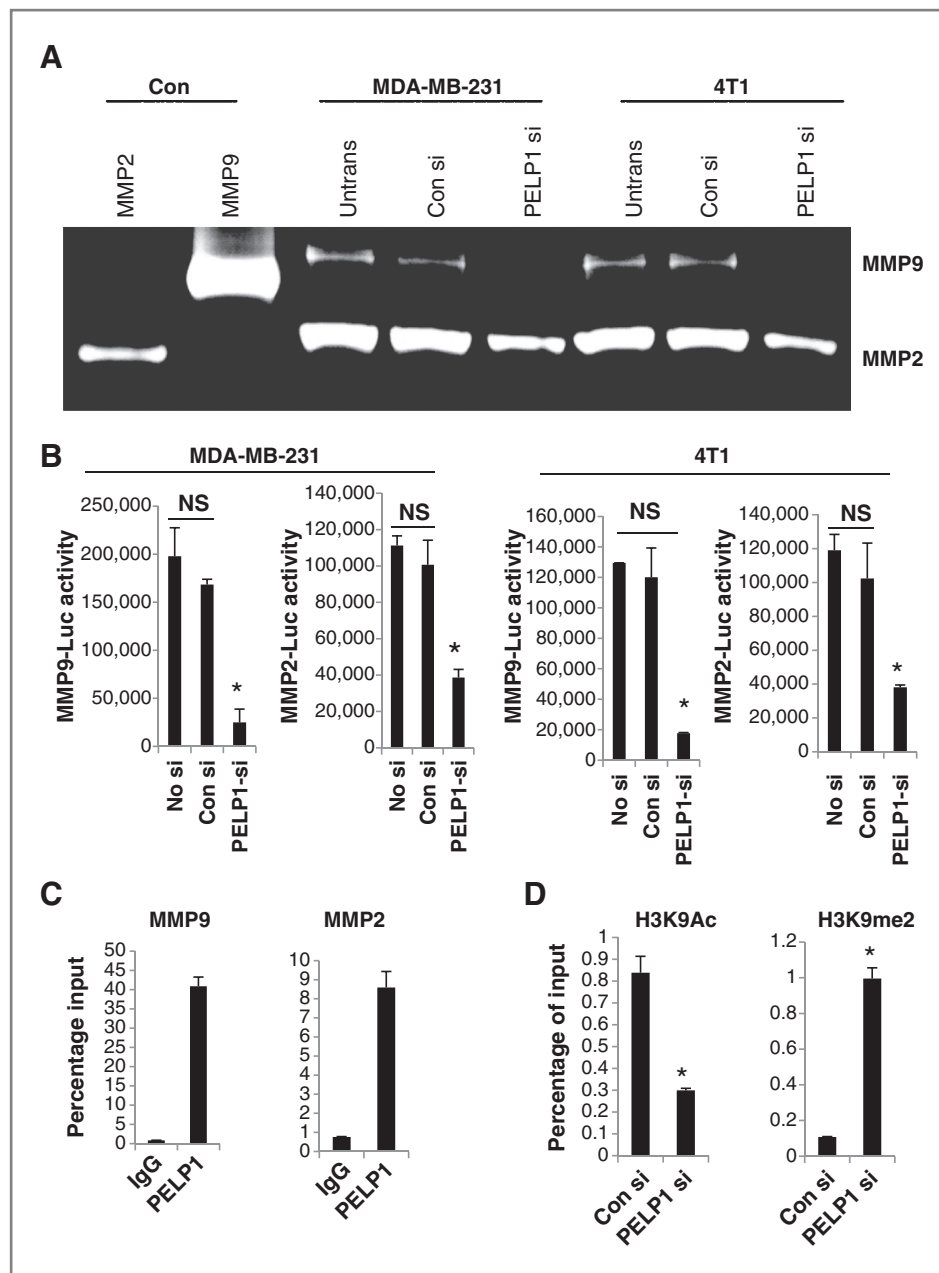 A
Con
MDA-MB-231
4T1
MMP2
MMP9
Untrans
Con si
PELP1 si
Untrans
Con si
PELP1 si
MMP9
MMP2
B
MDA-MB-231
4T1
MMP9-Luc activity
250,000
200,000
150,000
100,000
50,000
0
NS
*
No si
Con si
PELP1-si
MMP2-Luc activity
140,000
120,000
100,000
80,000
60,000
40,000
20,000
0
NS
*
No si
Con si
PELP1-si
MMP9-Luc activity
160,000
140,000
120,000
100,000
80,000
60,000
40,000
20,000
0
NS
*
No si
Con si
PELP1-si
MMP2-Luc activity
140,000
120,000
100,000
80,000
60,000
40,000
20,000
0
NS
*
No si
Con si
PELP1-si
C
MMP9
Percentage input
50
45
40
35
30
25
20
15
10
5
0
IgG
PELP1
MMP2
10
9
8
7
6
5
4
3
2
1
0
IgG
PELP1
D
H3K9Ac
Percentage of input
1
0.9
0.8
0.7
0.6
0.5
0.4
0.3
0.2
0.1
0
*
Con si
PELP1 si
H3K9me2
1.2
1
0.8
0.6
0.4
0.2
0
*
Con si
PELP1 si